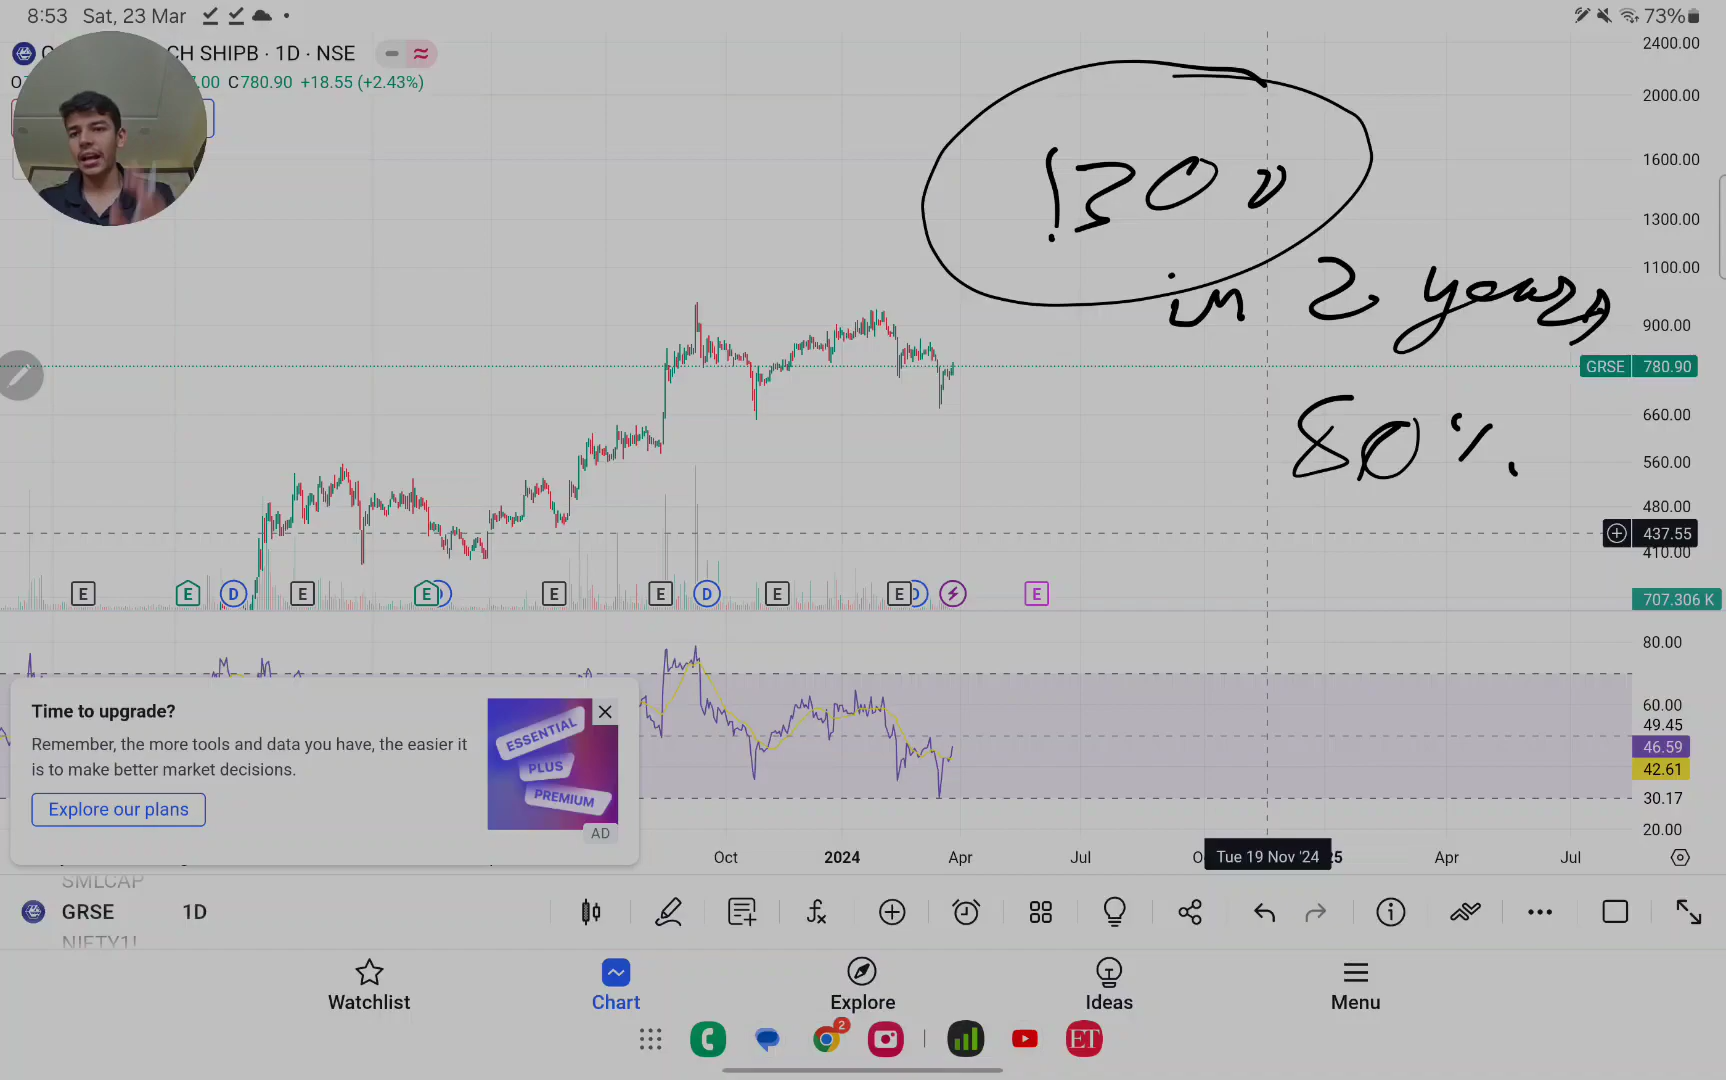 8:53 Sat, 23 Mar
73%
CH SHIPB · 1D · NSE
.00 C780.90 +18.55 (+2.43%)
2400.00
2000.00
1600.00
1300.00
1100.00
900.00
GRSE 780.90
660.00
560.00
480.00
437.55
410.00
707.306 K
1300
in 2 years
80%
E E D E E D E E D E E D E
80.00
60.00
49.45
46.59
42.61
30.17
20.00
Time to upgrade?
Remember, the more tools and data you have, the easier it
is to make better market decisions.
Explore our plans
ESSENTIAL
PLUS
PREMIUM
AD
Oct 2024 Apr Jul Tue 19 Nov '24 Apr Jul
SMLCAP
GRSE 1D
NIFTY1!
Watchlist Chart Explore Ideas Menu
2
ET